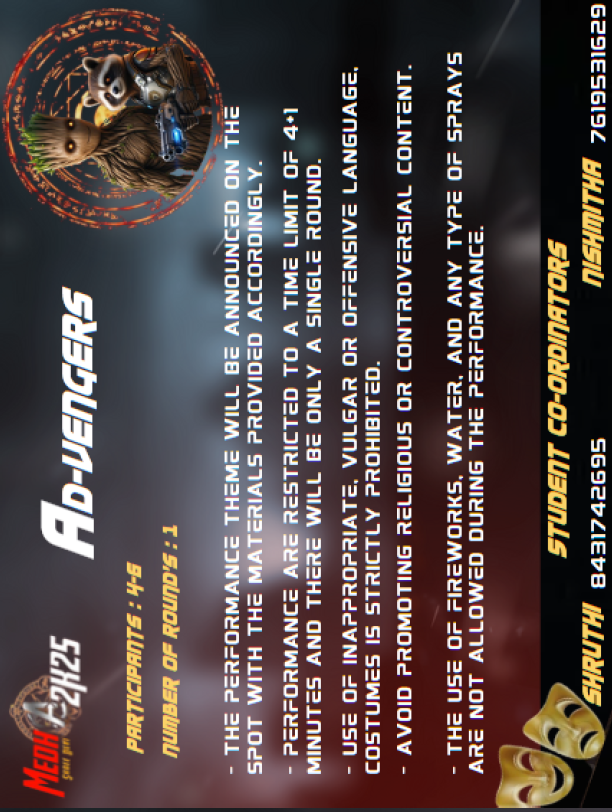 MEDHA
2K25
AD-VENGERS
PARTICIPANTS : 4-6
NUMBER OF ROUND'S : 1
- THE PERFORMANCE THEME WILL BE ANNOUNCED ON THE
SPOT WITH THE MATERIALS PROVIDED ACCORDINGLY.
- PERFORMANCE ARE RESTRICTED TO A TIME LIMIT OF 4+1
MINUTES AND THERE WILL BE ONLY A SINGLE ROUND.
- USE OF INAPPROPRIATE, VULGAR OR OFFENSIVE LANGUAGE,
COSTUMES IS STRICTLY PROHIBITED.
- AVOID PROMOTING RELIGIOUS OR CONTROVERSIAL CONTENT.
- THE USE OF FIREWORKS, WATER, AND ANY TYPE OF SPRAYS
ARE NOT ALLOWED DURING THE PERFORMANCE.
STUDENT CO-ORDINATORS
SHRUTHI 8431742695 NISHMITHA 7619531629